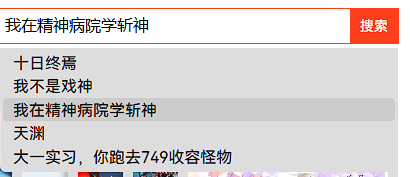 我在精神病院学斩神 搜索
十日终焉
我不是戏神
我在精神病院学斩神
天渊
大一实习，你跑去749收容怪物